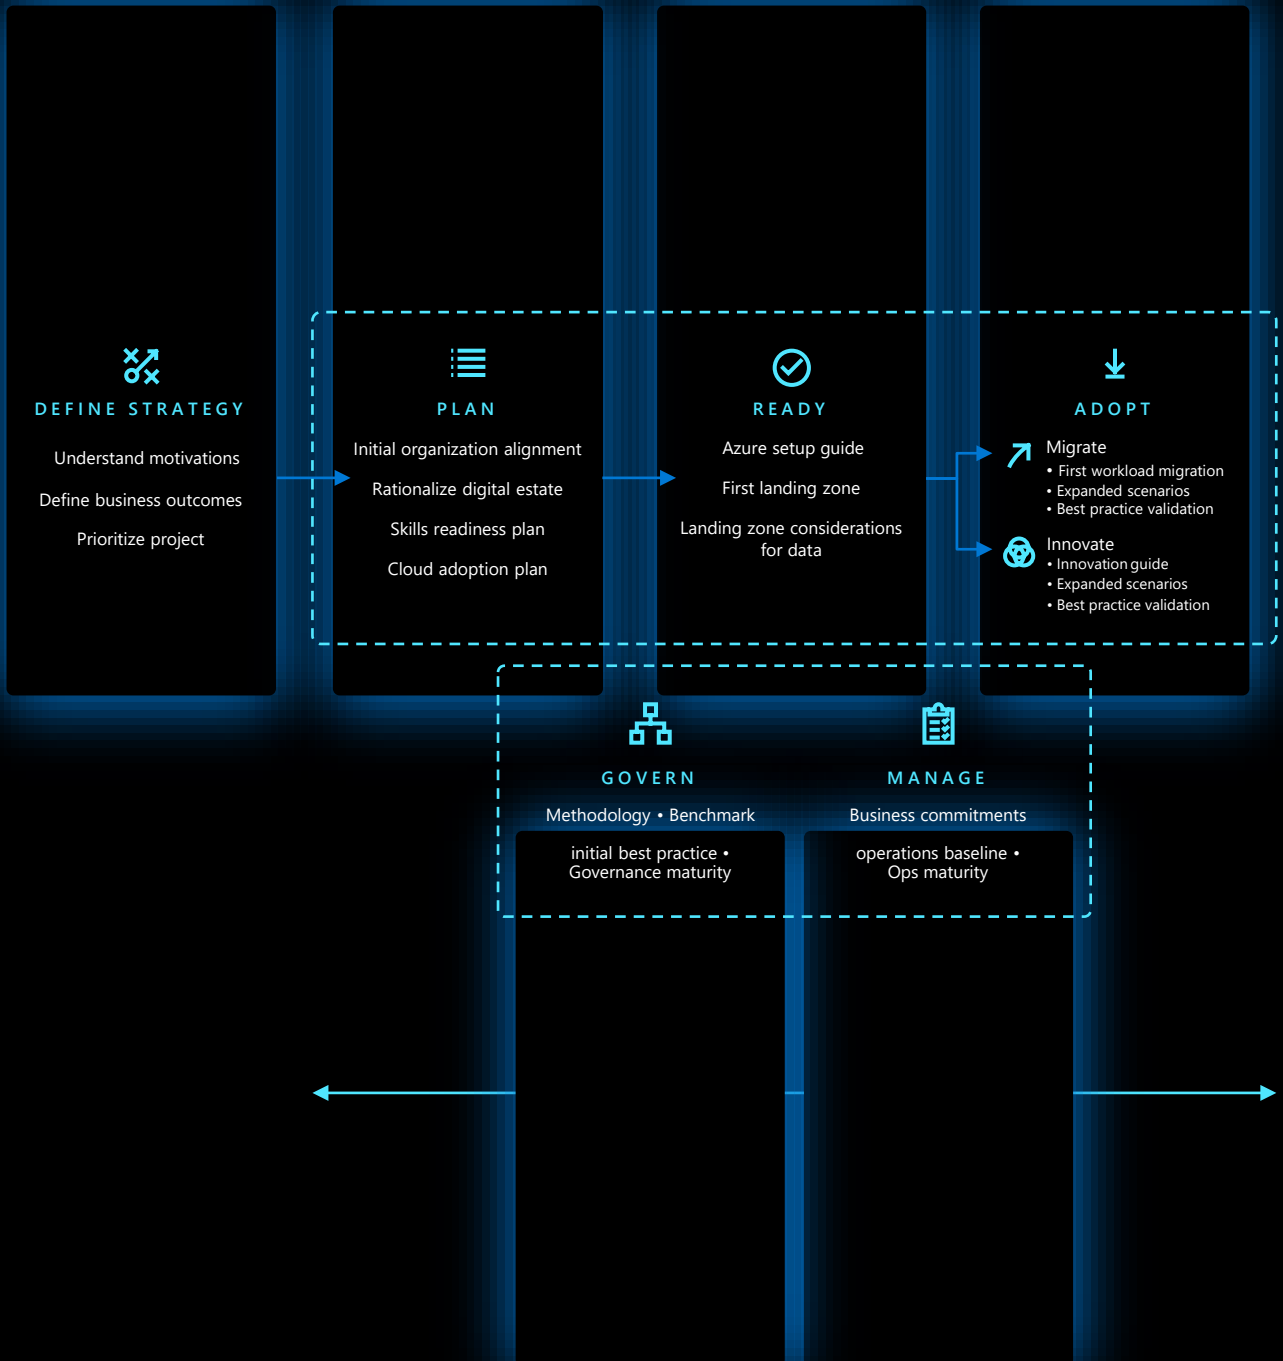 DEFINE STRATEGY
Understand motivations
Define business outcomes
Prioritize project
PLAN
Initial organization alignment
Rationalize digital estate
Skills readiness plan
Cloud adoption plan
READY
Azure setup guide
First landing zone
Landing zone considerations
for data
ADOPT
Migrate
• First workload migration
• Expanded scenarios
• Best practice validation
Innovate
• Innovation guide
• Expanded scenarios
• Best practice validation
GOVERN
Methodology • Benchmark
initial best practice •
Governance maturity
MANAGE
Business commitments
operations baseline •
Ops maturity